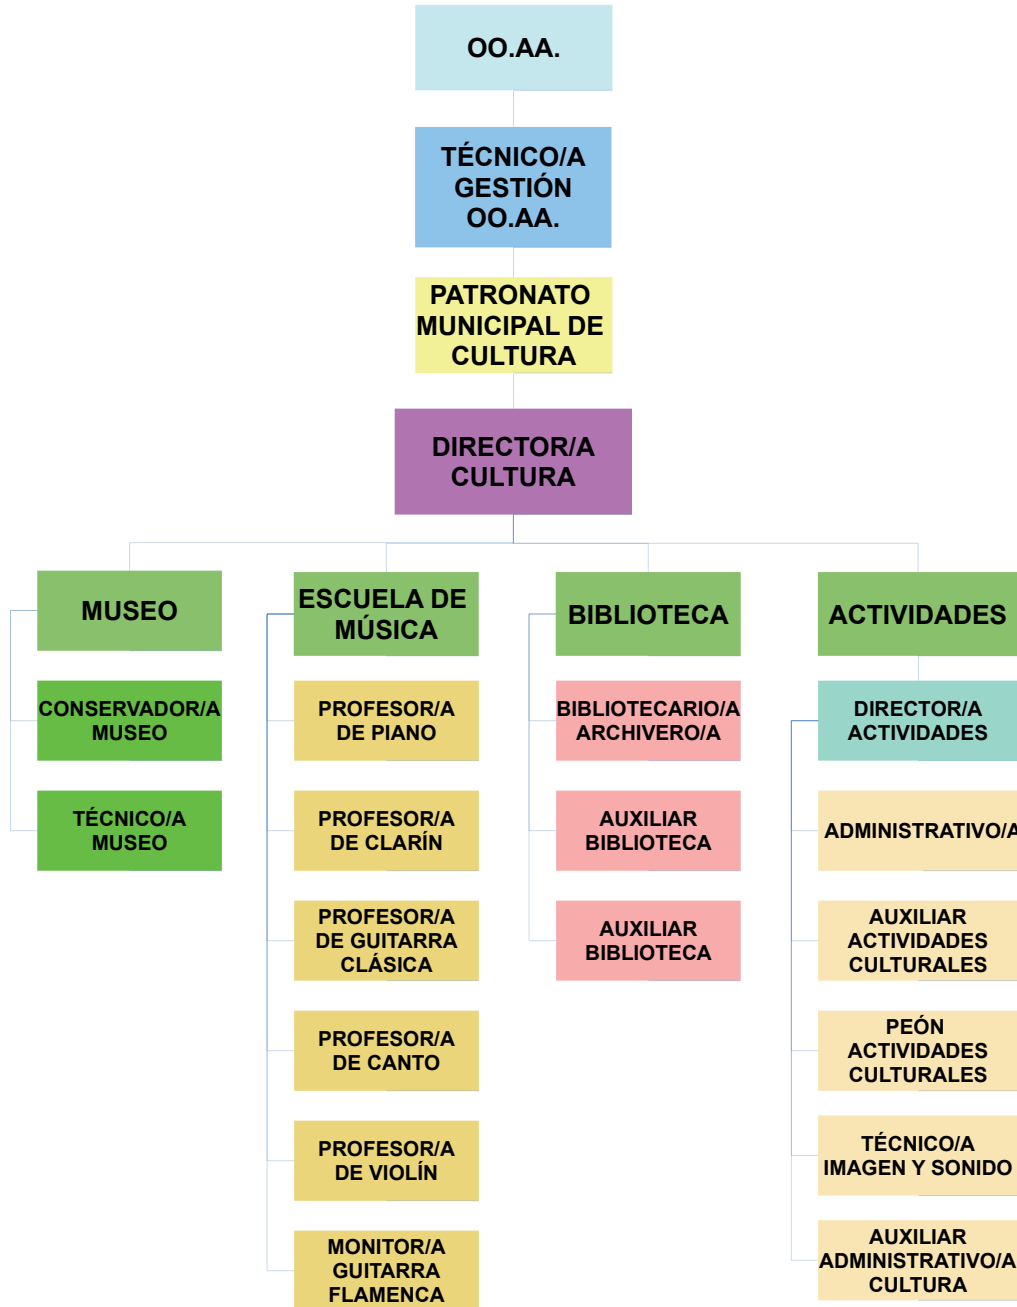 OO.AA.
TÉCNICO/A
GESTIÓN
OO.AA.
PATRONATO
MUNICIPAL DE
CULTURA
DIRECTOR/A
CULTURA
MUSEO
CONSERVADOR/A
MUSEO
TÉCNICO/A
MUSEO
ESCUELA DE
MÚSICA
PROFESOR/A
DE PIANO
PROFESOR/A
DE CLARÍN
PROFESOR/A
DE GUITARRA
CLÁSICA
PROFESOR/A
DE CANTO
PROFESOR/A
DE VIOLÍN
MONITOR/A
GUITARRA
FLAMENCA
BIBLIOTECA
BIBLIOTECARIO/A
ARCHIVERO/A
AUXILIAR
BIBLIOTECA
AUXILIAR
BIBLIOTECA
ACTIVIDADES
DIRECTOR/A
ACTIVIDADES
ADMINISTRATIVO/A
AUXILIAR
ACTIVIDADES
CULTURALES
PEÓN
ACTIVIDADES
CULTURALES
TÉCNICO/A
IMAGEN Y SONIDO
AUXILIAR
ADMINISTRATIVO/A
CULTURA